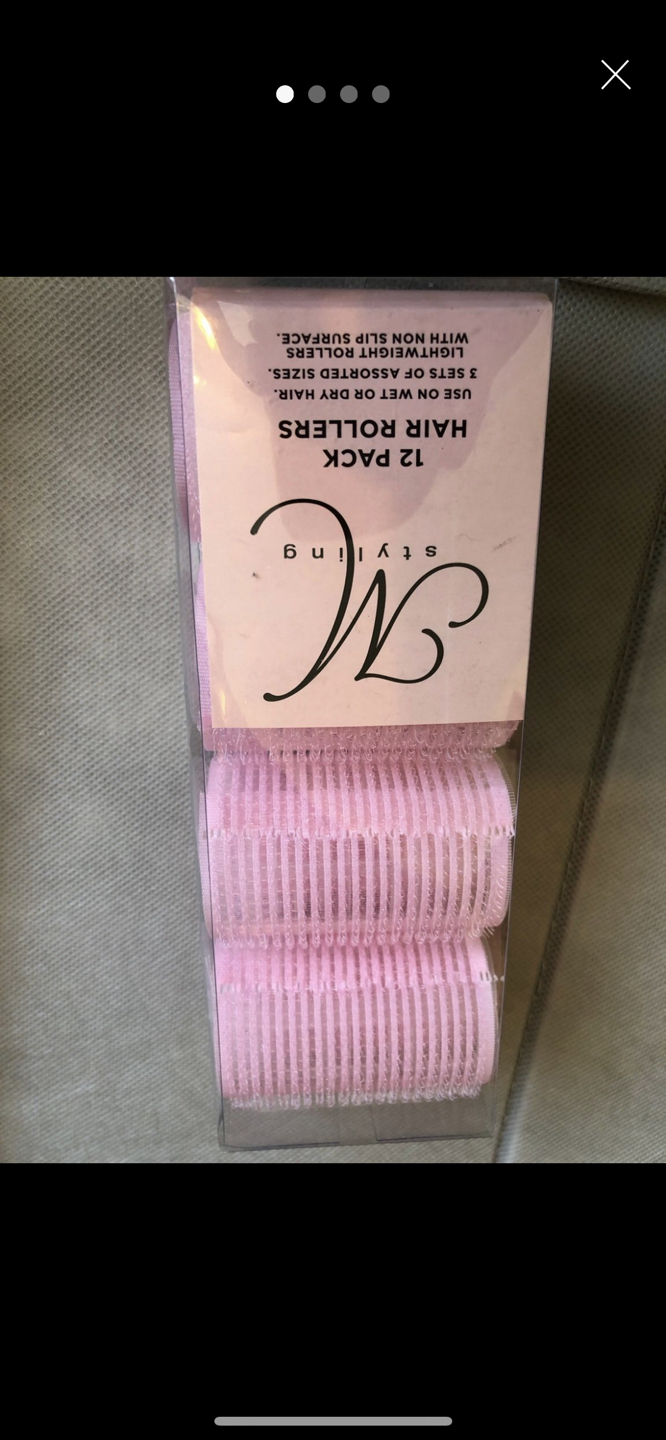 M
styling
12 PACK
HAIR ROLLERS
USE ON WET OR DRY HAIR.
3 SETS OF ASSORTED SIZES.
LIGHTWEIGHT ROLLERS
WITH NON SLIP SURFACE.